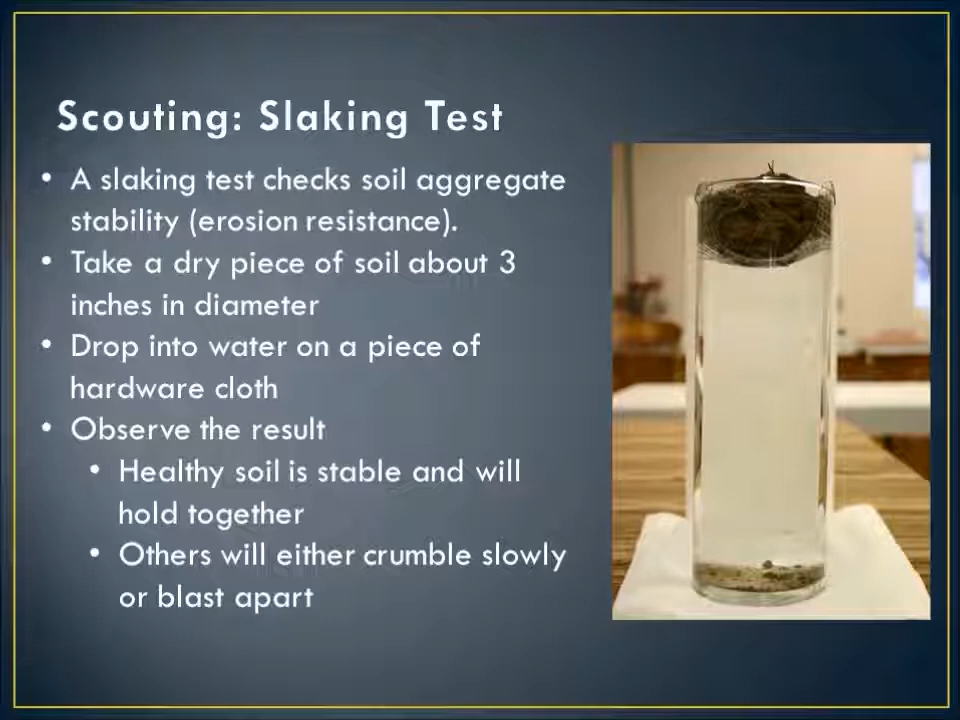 Scouting: Slaking Test
• A slaking test checks soil aggregate
stability (erosion resistance).
• Take a dry piece of soil about 3
inches in diameter
• Drop into water on a piece of
hardware cloth
• Observe the result
• Healthy soil is stable and will
hold together
• Others will either crumble slowly
or blast apart